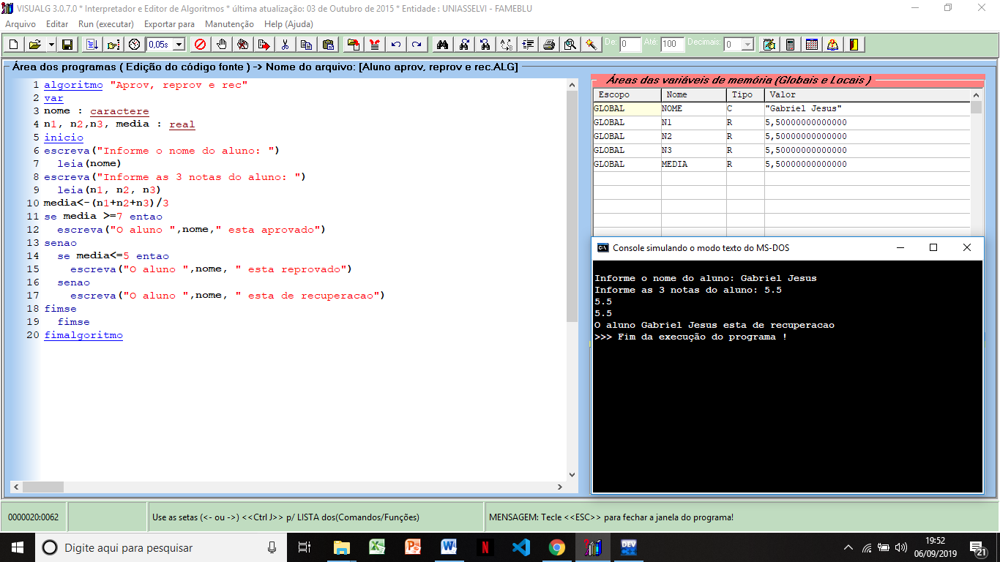 VISUALG 3.0.7.0 * Interpretador e Editor de Algoritmos * última atualização: 03 de Outubro de 2015 * Entidade : UNIASSELVI - FAMEBLU
Arquivo Editar Run (executar) Exportar para Manutenção Help (Ajuda)
0,05s De: 0 Até: 100 Decimais: 0
Área dos programas ( Edição do código fonte ) -> Nome do arquivo: [Aluno aprov, reprov e rec.ALG]
1 algoritmo "Aprov, reprov e rec"
2 var
3 nome : caractere
4 n1, n2,n3, media : real
5 inicio
6 escreva("Informe o nome do aluno: ")
7 leia(nome)
8 escreva("Informe as 3 notas do aluno: ")
9 leia(n1, n2, n3)
10 media<-(n1+n2+n3)/3
11 se media >=7 entao
12 escreva("O aluno ",nome," esta aprovado")
13 senao
14 se media<=5 entao
15 escreva("O aluno ",nome, " esta reprovado")
16 senao
17 escreva("O aluno ",nome, " esta de recuperacao")
18 fimse
19 fimse
20 fimalgoritmo
Áreas das variáveis de memória (Globais e Locais )
Escopo Nome Tipo Valor
GLOBAL NOME C "Gabriel Jesus"
GLOBAL N1 R 5,50000000000000
GLOBAL N2 R 5,50000000000000
GLOBAL N3 R 5,50000000000000
GLOBAL MEDIA R 5,50000000000000
Console simulando o modo texto do MS-DOS
Informe o nome do aluno: Gabriel Jesus
Informe as 3 notas do aluno: 5.5
5.5
5.5
O aluno Gabriel Jesus esta de recuperacao
>>> Fim da execução do programa !
0000020:0062 Use as setas (<- ou ->) <<Ctrl J>> p/ LISTA dos(Comandos/Funções) MENSAGEM: Tecle <<ESC>> para fechar a janela do programa!
Digite aqui para pesquisar
19:52
06/09/2019
21